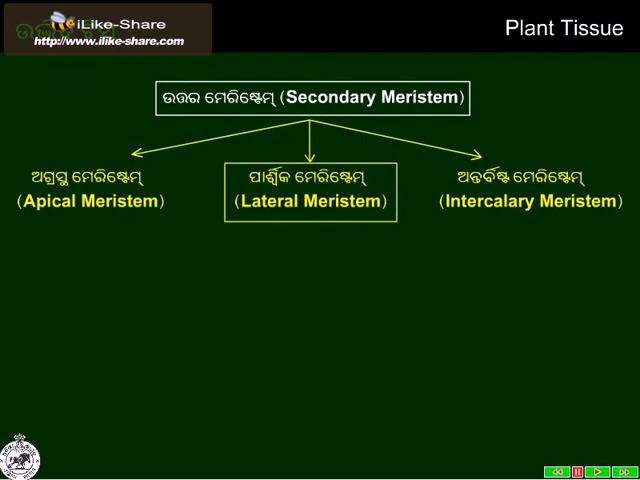 iLike-Share
http://www.ilike-share.com
Plant Tissue
ଉତ୍ତର ମେରିଷ୍ଟେମ୍ (Secondary Meristem)
ଅଗ୍ରସ୍ଥ ମେରିଷ୍ଟେମ୍
(Apical Meristem)
ପାର୍ଶ୍ୱିକ ମେରିଷ୍ଟେମ୍
(Lateral Meristem)
ଅନ୍ତର୍ବିଷ୍ଟ ମେରିଷ୍ଟେମ୍
(Intercalary Meristem)